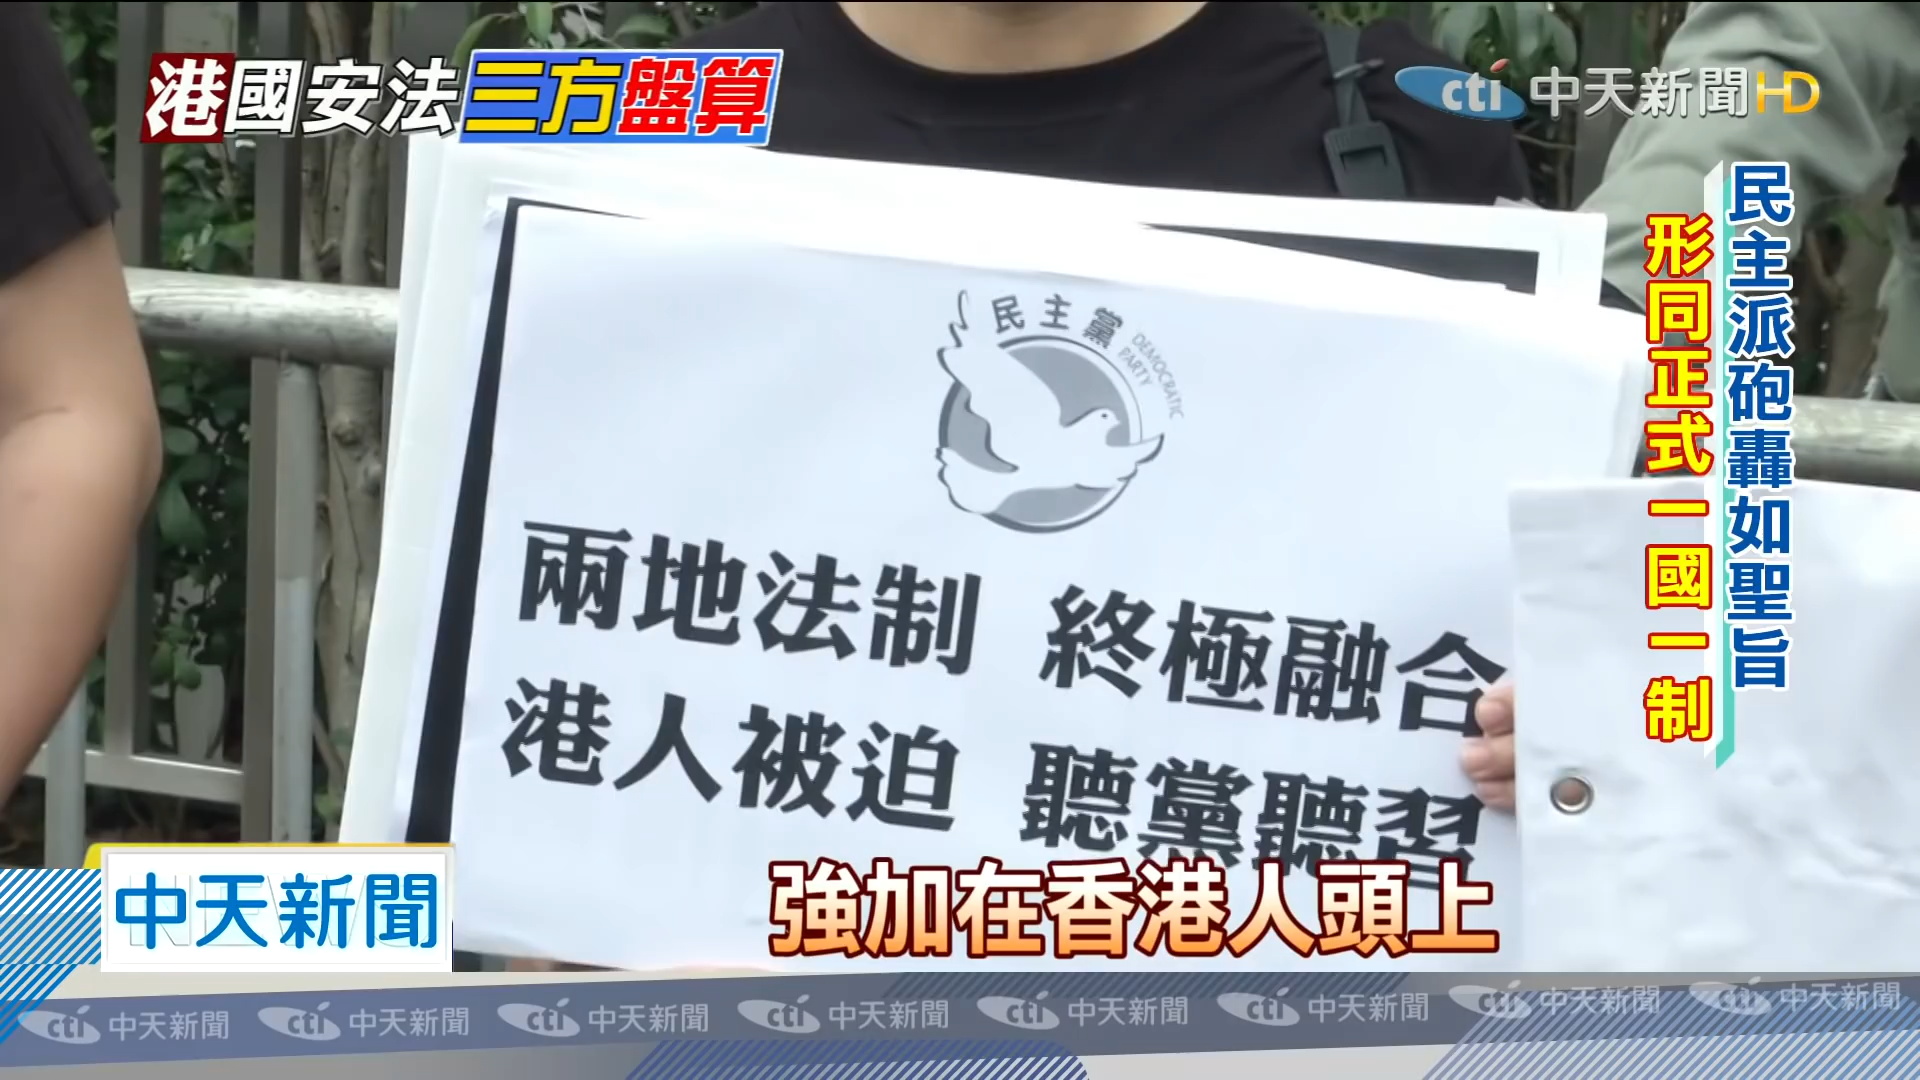 港國安法三方盤算
cti 中天新聞HD
民主派砲轟如聖旨
形同正式一國一制
民主黨
DEMOCRATIC
PARTY
兩地法制 終極融合
港人被迫 聽黨聽習
強加在香港人頭上
中天新聞
cti 中天新聞 cti 中天新聞 cti 中天新聞 cti 中天新聞 cti 中天新聞 cti 中天新聞 cti 中天新聞 cti 中天新聞